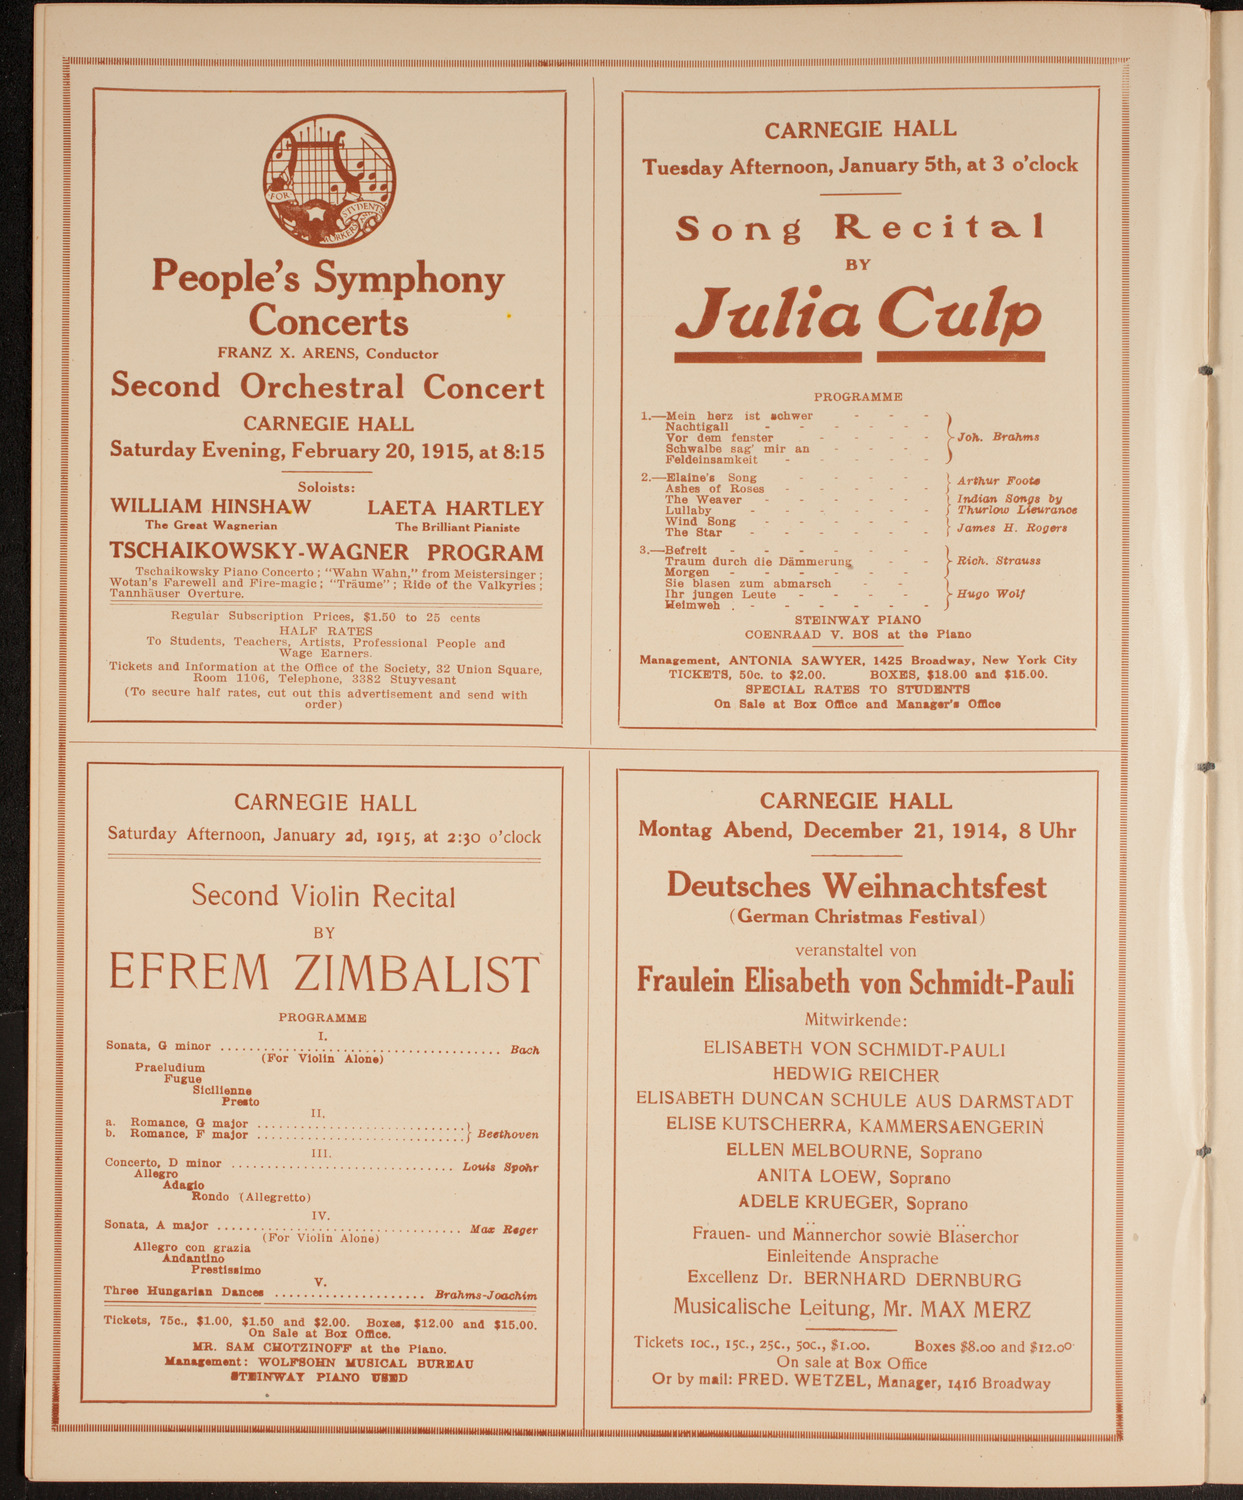 FOR
STUDENTS
WORKERS
People's Symphony
Concerts
FRANZ X. ARENS, Conductor
Second Orchestral Concert
CARNEGIE HALL
Saturday Evening, February 20, 1915, at 8:15
Soloists:
WILLIAM HINSHAW LAETA HARTLEY
The Great Wagnerian The Brilliant Pianiste
TSCHAIKOWSKY-WAGNER PROGRAM
Tschaikowsky Piano Concerto; "Wahn Wahn," from Meistersinger;
Wotan's Farewell and Fire-magic; "Träume"; Ride of the Valkyries;
Tannhäuser Overture.
Regular Subscription Prices, $1.50 to 25 cents
HALF RATES
To Students, Teachers, Artists, Professional People and
Wage Earners.
Tickets and Information at the Office of the Society, 32 Union Square,
Room 1106, Telephone, 3382 Stuyvesant
(To secure half rates, cut out this advertisement and send with
order)
CARNEGIE HALL
Tuesday Afternoon, January 5th, at 3 o'clock
Song Recital
BY
Julia Culp
PROGRAMME
1.—Mein herz ist schwer - - -
Nachtigall - - - - -
Vor dem fenster - - - - Joh. Brahms
Schwalbe sag' mir an - - -
Feldeinsamkeit - - - - -
2.—Elaine's Song - - - - Arthur Foote
Ashes of Roses - - - - -
The Weaver - - - - - Indian Songs by
Lullaby - - - - - - Thurlow Lieurance
Wind Song - - - - - James H. Rogers
The Star - - - - - -
3.—Befreit - - - - - -
Traum durch die Dämmerung - - Rich. Strauss
Morgen - - - - - -
Sie blasen zum abmarsch - -
Ihr jungen Leute - - - - Hugo Wolf
Heimweh - - - - - -
STEINWAY PIANO
COENRAAD V. BOS at the Piano
Management, ANTONIA SAWYER, 1425 Broadway, New York City
TICKETS, 50c. to $2.00. BOXES, $18.00 and $15.00.
SPECIAL RATES TO STUDENTS
On Sale at Box Office and Manager's Office
CARNEGIE HALL
Saturday Afternoon, January 2d, 1915, at 2:30 o'clock
Second Violin Recital
BY
EFREM ZIMBALIST
PROGRAMME
I.
Sonata, G minor .......... Bach
(For Violin Alone)
Praeludium
Fugue
Sicilienne
Presto
II.
a. Romance, G major ..........
b. Romance, F major .......... Beethoven
III.
Concerto, D minor .......... Louis Spohr
Allegro
Adagio
Rondo (Allegretto)
IV.
Sonata, A major .......... Max Reger
(For Violin Alone)
Allegro con grazia
Andantino
Prestissimo
V.
Three Hungarian Dances .......... Brahms-Joachim
Tickets, 75c., $1.00, $1.50 and $2.00. Boxes, $12.00 and $15.00.
On Sale at Box Office.
MR. SAM CHOTZINOFF at the Piano.
Management: WOLFSOHN MUSICAL BUREAU
STEINWAY PIANO USED
CARNEGIE HALL
Montag Abend, December 21, 1914, 8 Uhr
Deutsches Weihnachtsfest
(German Christmas Festival)
veranstaltel von
Fraulein Elisabeth von Schmidt-Pauli
Mitwirkende:
ELISABETH VON SCHMIDT-PAULI
HEDWIG REICHER
ELISABETH DUNCAN SCHULE AUS DARMSTADT
ELISE KUTSCHERRA, KAMMERSAENGERIN
ELLEN MELBOURNE, Soprano
ANITA LOEW, Soprano
ADELE KRUEGER, Soprano
Frauen- und Männerchor sowie Bläserchor
Einleitende Ansprache
Excellenz Dr. BERNHARD DERNBURG
Musicalische Leitung, Mr. MAX MERZ
Tickets 10c., 15c., 25c., 50c., $1.00. Boxes $8.00 and $12.00
On sale at Box Office
Or by mail: FRED. WETZEL, Manager, 1416 Broadway